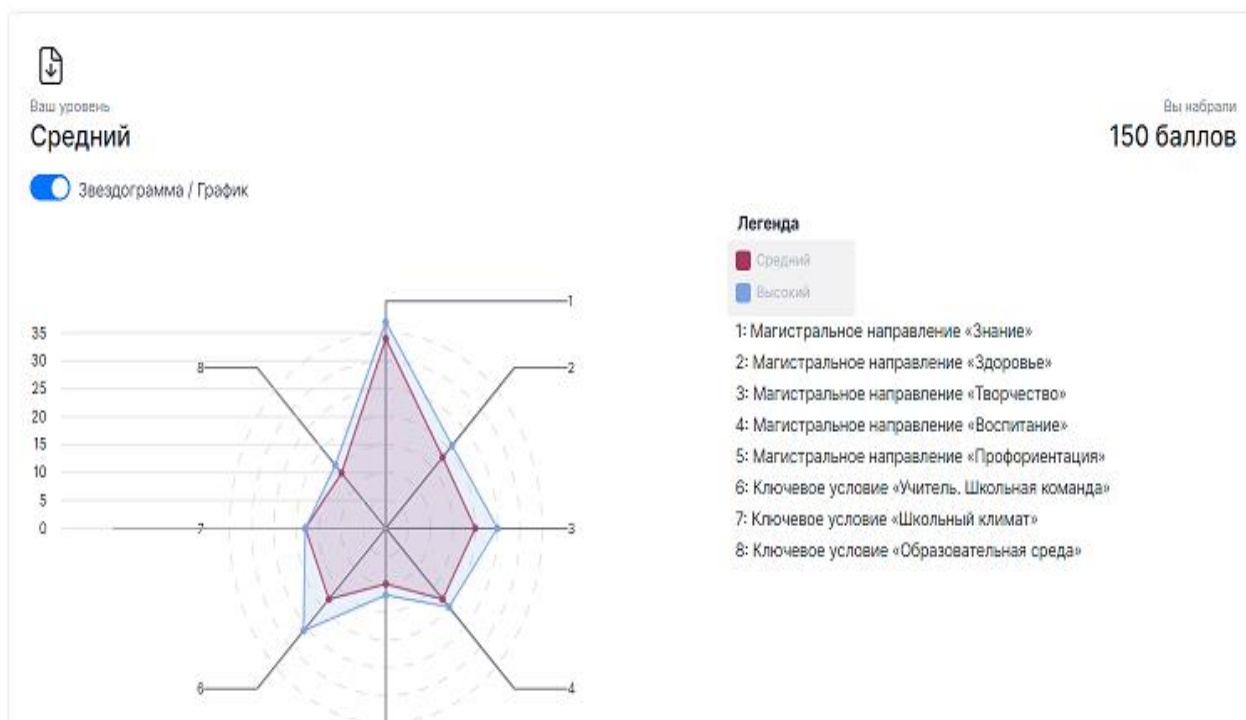 Ваш уровень
Средний
Вы набрали
150 баллов
Звездограмма / График
35
30
25
20
15
10
5
0
1
2
3
4
6
7
8
Легенда
Средний
Высокий
1: Магистральное направление «Знание»
2: Магистральное направление «Здоровье»
3: Магистральное направление «Творчество»
4: Магистральное направление «Воспитание»
5: Магистральное направление «Профориентация»
6: Ключевое условие «Учитель. Школьная команда»
7: Ключевое условие «Школьный климат»
8: Ключевое условие «Образовательная среда»